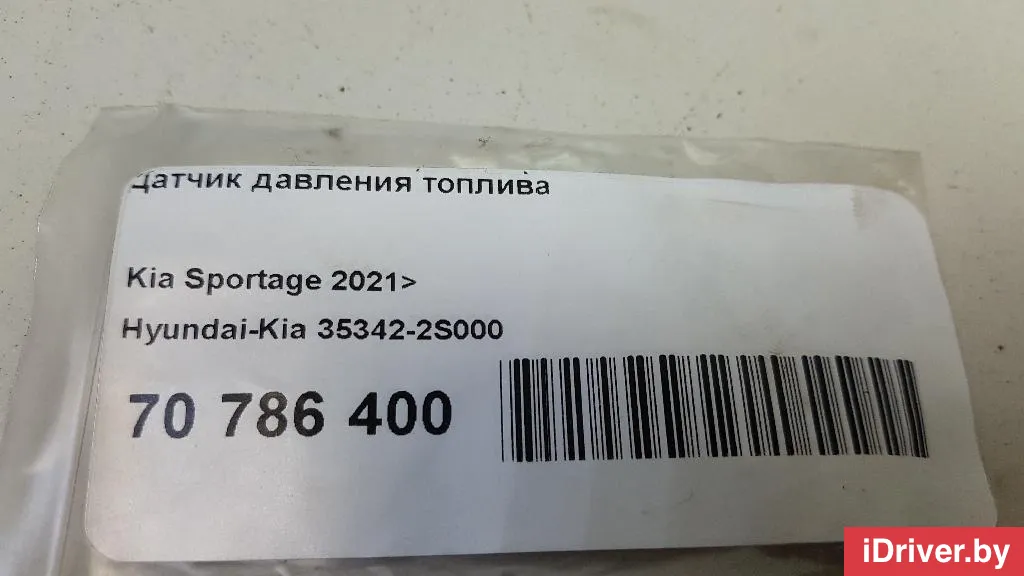 Датчик давления топлива
Kia Sportage 2021>
Hyundai-Kia 35342-2S000
70 786 400
iDriver.by